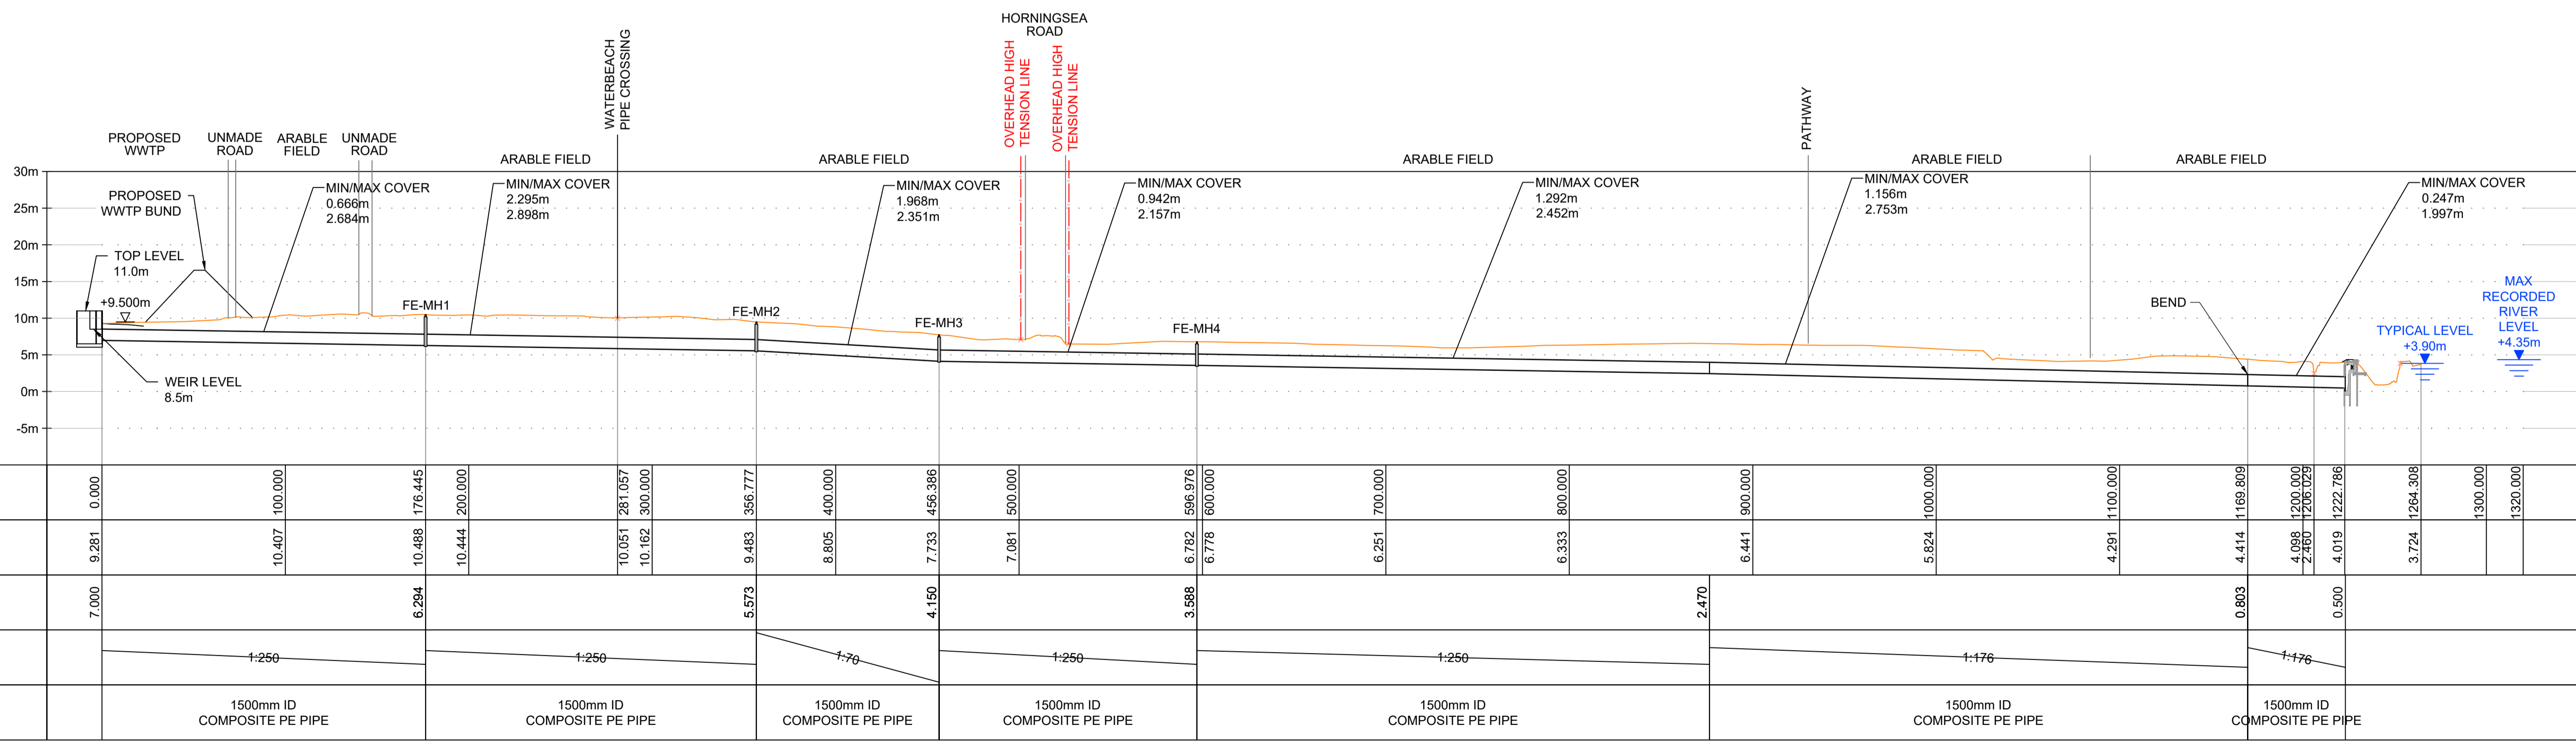 HORNINGSEA
ROAD
WATERBEACH
PIPE CROSSING
OVERHEAD HIGH
TENSION LINE
OVERHEAD HIGH
TENSION LINE
PATHWAY
PROPOSED
WWTP
UNMADE
ROAD
ARABLE
FIELD
UNMADE
ROAD
ARABLE FIELD
ARABLE FIELD
ARABLE FIELD
ARABLE FIELD
ARABLE FIELD
30m
25m
20m
15m
10m
5m
0m
-5m
PROPOSED
WWTP BUND
MIN/MAX COVER
0.666m
2.684m
MIN/MAX COVER
2.295m
2.898m
MIN/MAX COVER
1.968m
2.351m
MIN/MAX COVER
0.942m
2.157m
MIN/MAX COVER
1.292m
2.452m
MIN/MAX COVER
1.156m
2.753m
MIN/MAX COVER
0.247m
1.997m
TOP LEVEL
11.0m
+9.500m
WEIR LEVEL
8.5m
FE-MH1
FE-MH2
FE-MH3
FE-MH4
BEND
TYPICAL LEVEL
+3.90m
MAX
RECORDED
RIVER
LEVEL
+4.35m
0.000
100.000
176.445
200.000
281.057
300.000
356.777
400.000
456.386
500.000
596.976
600.000
700.000
800.000
900.000
1000.000
1100.000
1169.809
1200.000
1206.029
1222.786
1264.308
1300.000
1320.000
9.281
10.407
10.488
10.444
10.051
10.162
9.483
8.805
7.733
7.081
6.782
6.778
6.251
6.333
6.441
5.824
4.291
4.414
4.098
2.460
4.019
3.724
7.000
6.294
5.573
4.150
3.588
2.470
0.803
0.500
1:250
1:250
1:70
1:250
1:250
1:176
1:176
1500mm ID
COMPOSITE PE PIPE
1500mm ID
COMPOSITE PE PIPE
1500mm ID
COMPOSITE PE PIPE
1500mm ID
COMPOSITE PE PIPE
1500mm ID
COMPOSITE PE PIPE
1500mm ID
COMPOSITE PE PIPE
1500mm ID
COMPOSITE PE PIPE